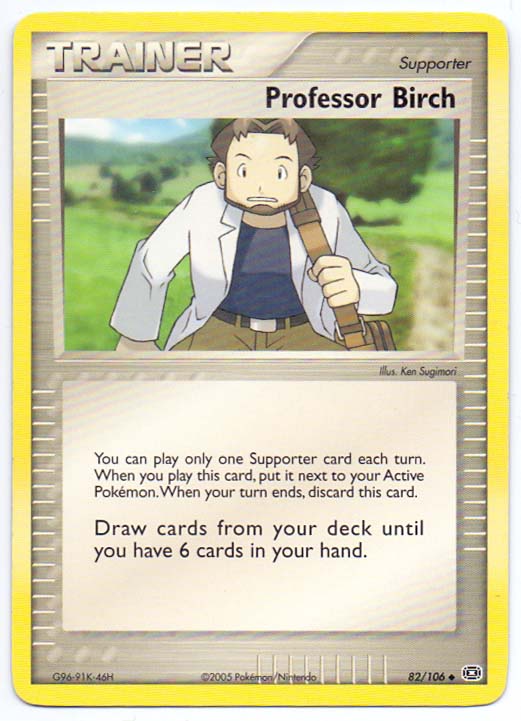 TRAINER
Supporter
Professor Birch
Illus. Ken Sugimori
You can play only one Supporter card each turn.
When you play this card, put it next to your Active
Pokémon. When your turn ends, discard this card.
Draw cards from your deck until
you have 6 cards in your hand.
G96-91K-46H
©2005 Pokémon/Nintendo
82/106 ◆